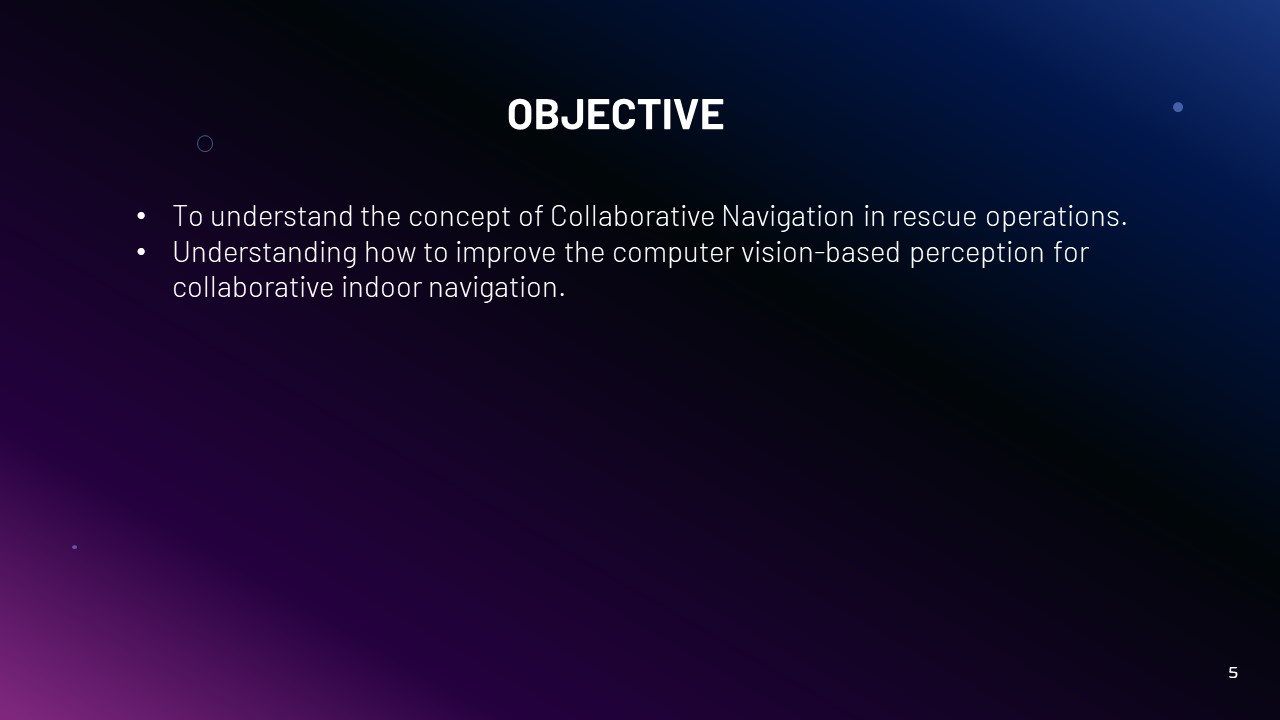 OBJECTIVE
• To understand the concept of Collaborative Navigation in rescue operations.
• Understanding how to improve the computer vision-based perception for
collaborative indoor navigation.
5